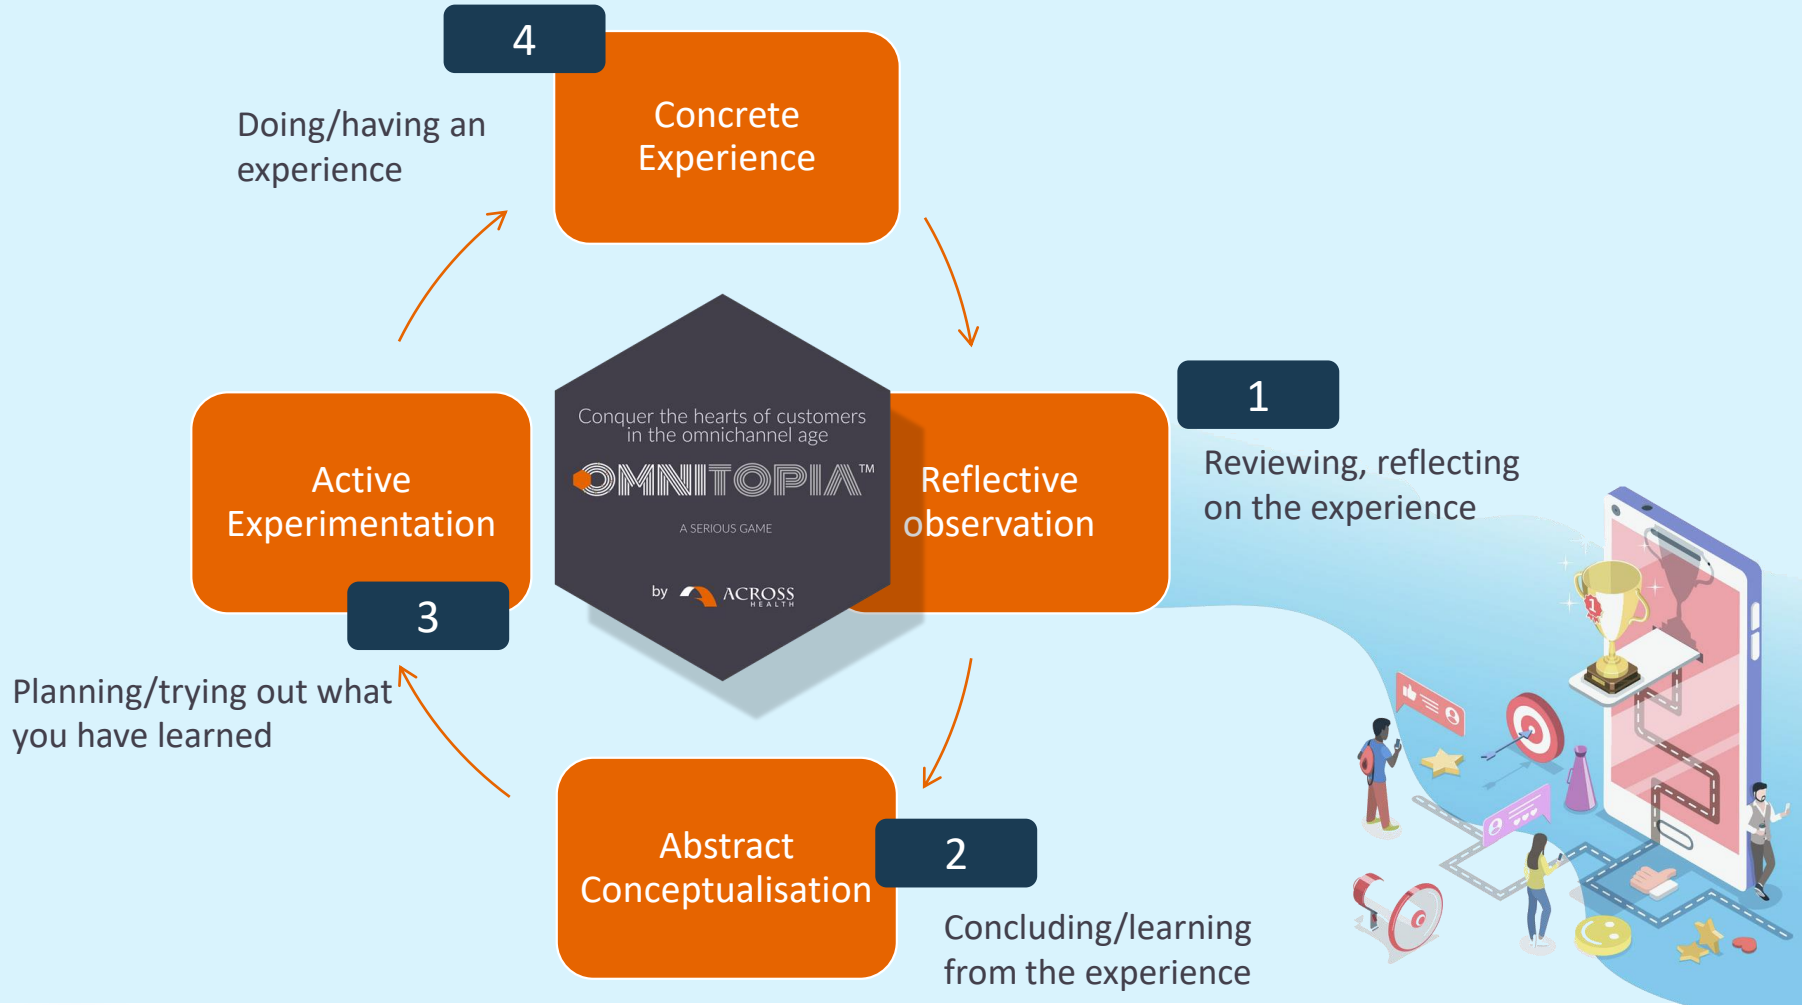 4
Concrete
Experience
Doing/having an
experience
1
Reviewing, reflecting
on the experience
Reflective
observation
Conquer the hearts of customers
in the omnichannel age
OMNITOPIA™
A SERIOUS GAME
by ACROSS
HEALTH
Active
Experimentation
3
Planning/trying out what
you have learned
Abstract
Conceptualisation
2
Concluding/learning
from the experience
1